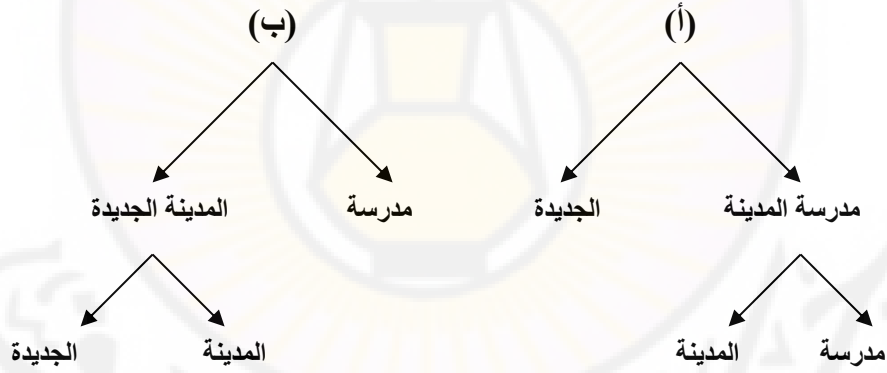 (أ) (ب)
مدرسة المدينة الجديدة مدرسة المدينة الجديدة
مدرسة المدينة المدينة الجديدة